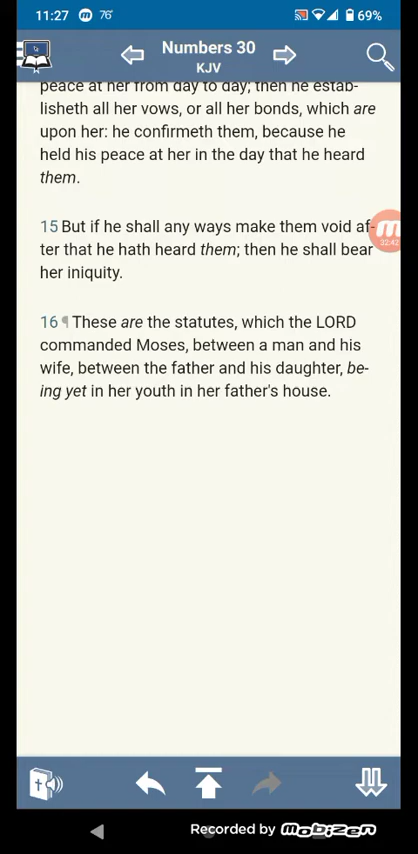 11:27 m 76° 69%
Numbers 30
KJV
peace at her from day to day; then he estab-
lisheth all her vows, or all her bonds, which are
upon her: he confirmeth them, because he
held his peace at her in the day that he heard
them.
15 But if he shall any ways make them void af-
ter that he hath heard them; then he shall bear
her iniquity.
m
32:42
16 ¶ These are the statutes, which the LORD
commanded Moses, between a man and his
wife, between the father and his daughter, be-
ing yet in her youth in her father's house.
Recorded by mobizen